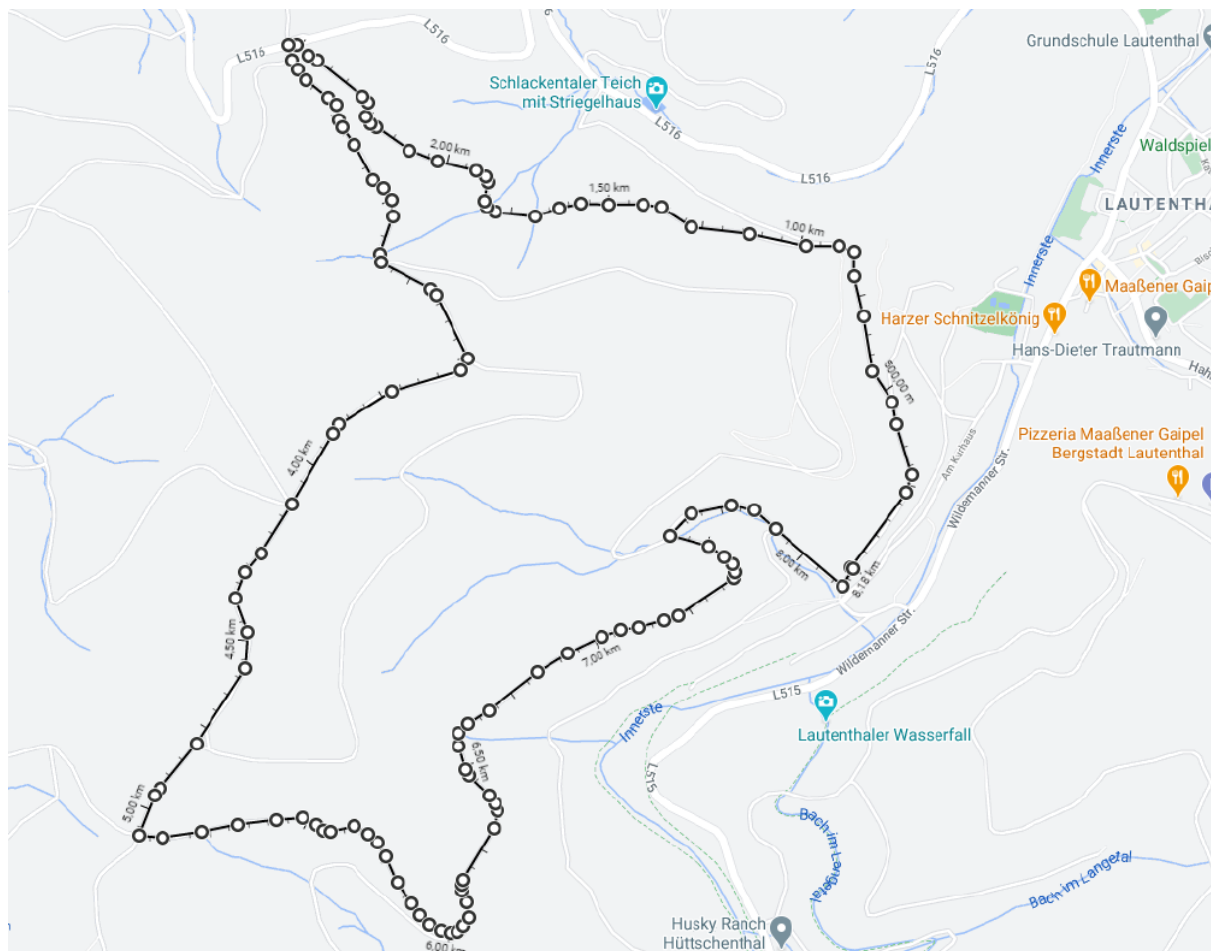 L516
L516
Schlackentaler Teich
mit Striegelhaus
L516
L516
L516
Grundschule Lautenthal
Innerste
Waldspiel
LAUTENTHA
Innerste
2,00 km
1,50 km
1,00 km
Maaßener Gaip
Harzer Schnitzelkönig
Hans-Dieter Trautmann
Hahn
500,00 m
Am Kurhaus
Pizzeria Maaßener Gaipel
Bergstadt Lautenthal
Wildemanner Str.
4,00 km
8,00 km
8,18 km
4,50 km
7,00 km
Wildemanner Str.
L515
Innerste
Lautenthaler Wasserfall
6,50 km
L515
5,00 km
Bach im Langetal
Bach im Langetal
Husky Ranch
Hüttschenthal
6,00 km